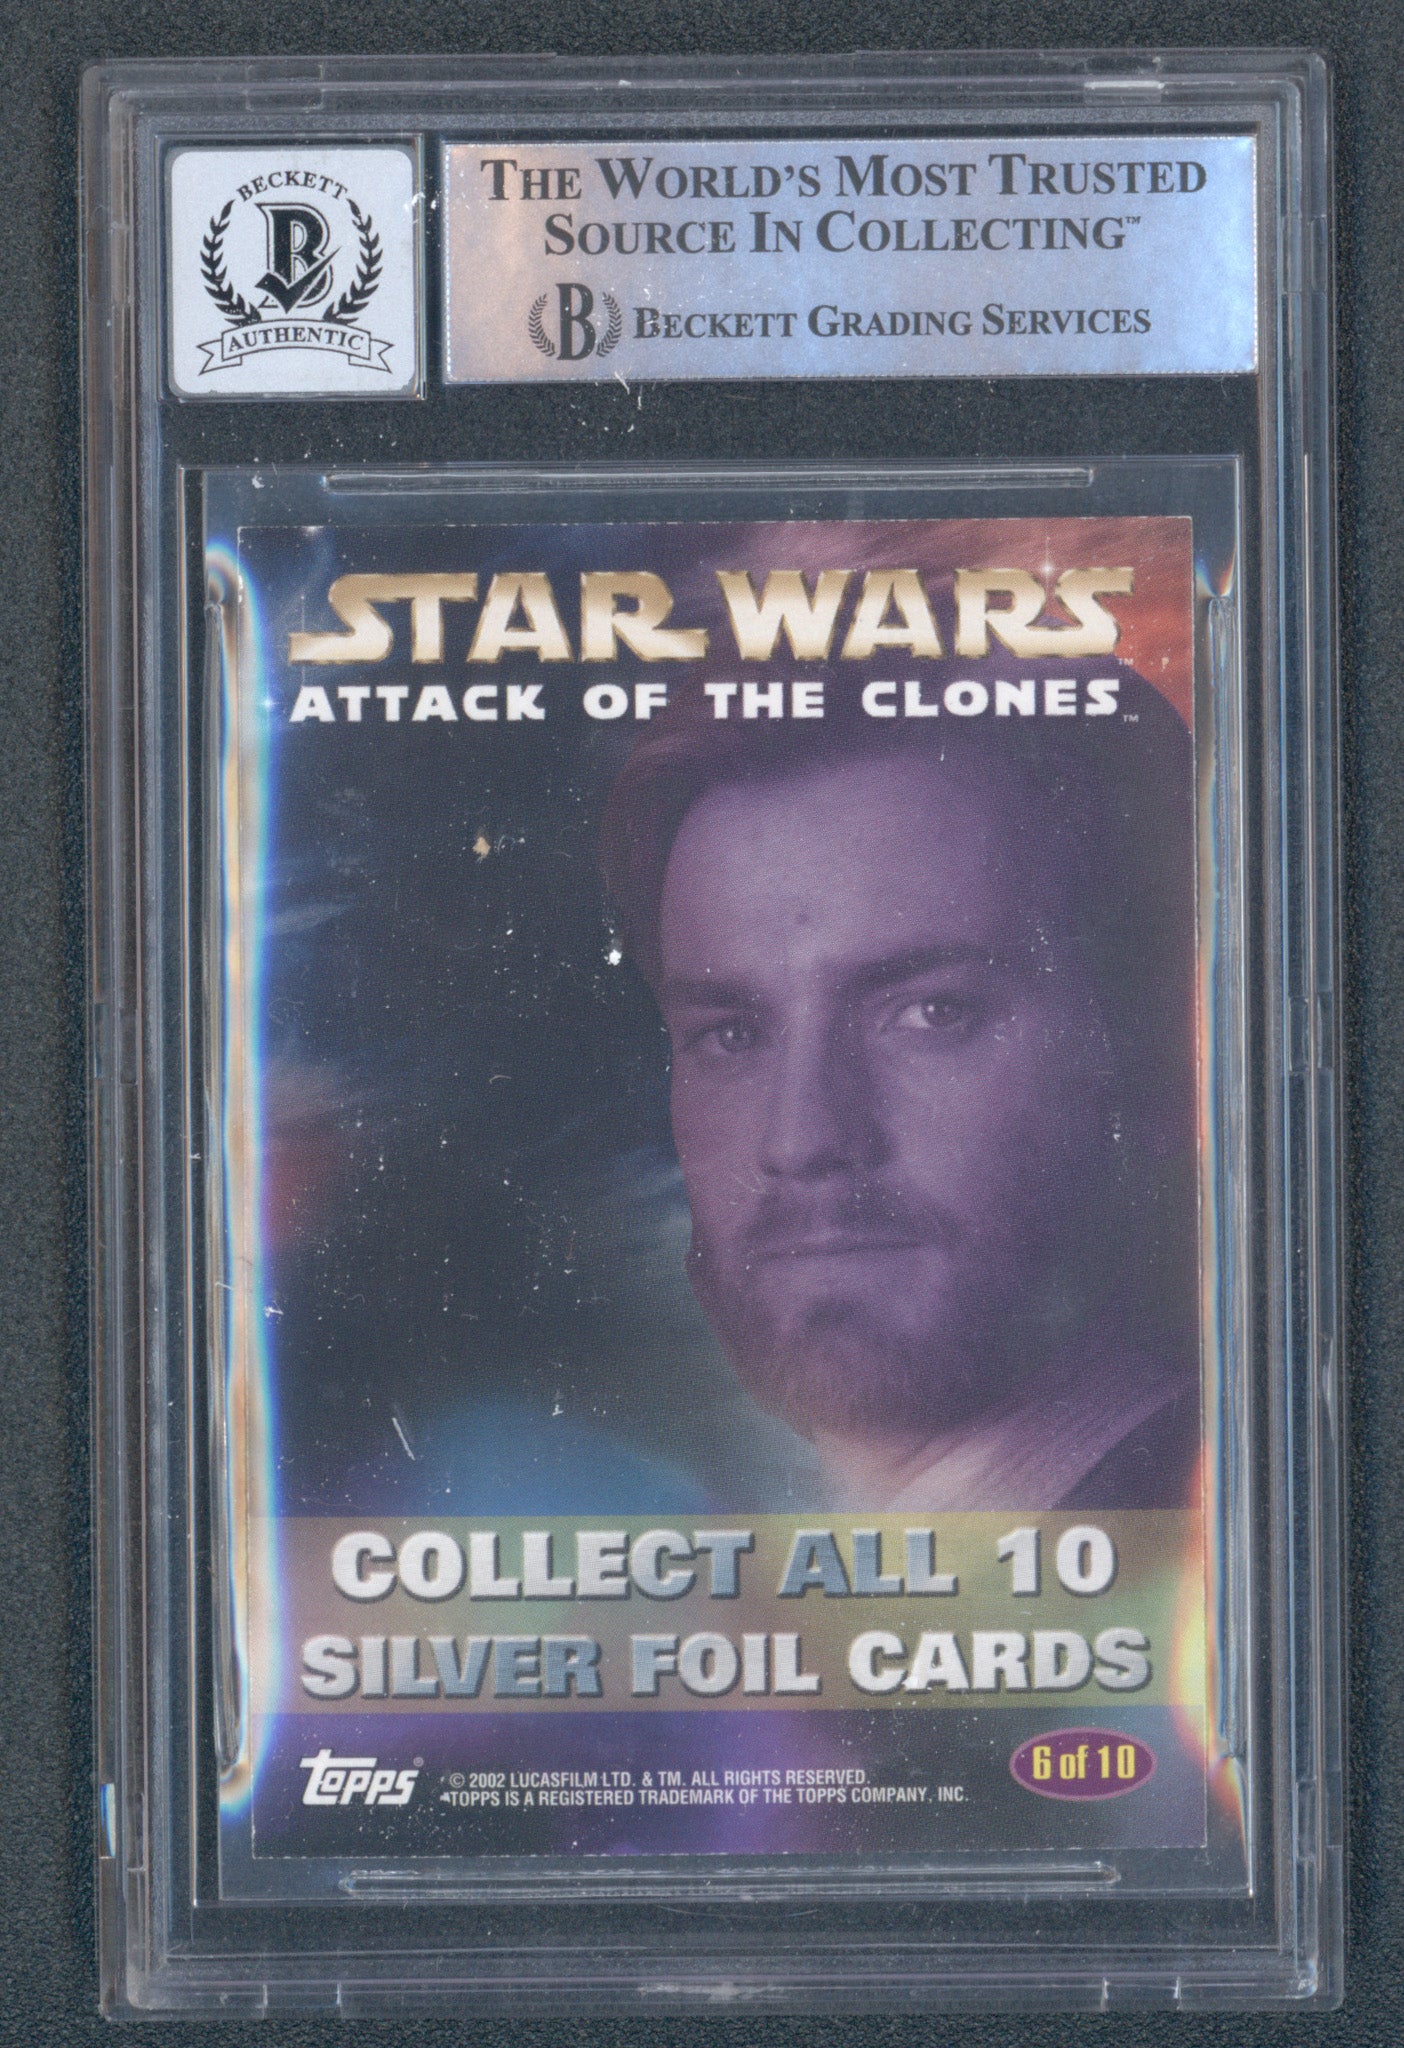 BECKETT
B
AUTHENTIC
THE WORLD'S MOST TRUSTED
SOURCE IN COLLECTING™
B BECKETT GRADING SERVICES
STAR WARS™
ATTACK OF THE CLONES™
COLLECT ALL 10
SILVER FOIL CARDS
topps®
© 2002 LUCASFILM LTD. & TM. ALL RIGHTS RESERVED.
TOPPS IS A REGISTERED TRADEMARK OF THE TOPPS COMPANY, INC.
6 of 10